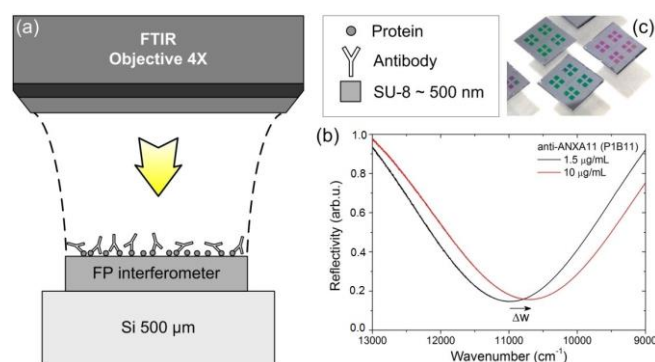 (a)
FTIR
Objective 4X
Protein
Antibody
SU-8 ~ 500 nm
(c)
FP interferometer
Si 500 μm
(b)
anti-ANXA11 (P1B11)
1.5 μg/mL
10 μg/mL
Reflectivity (arb.u.)
1.0
0.8
0.6
0.4
0.2
0.0
ΔW
13000 12000 11000 10000 9000
Wavenumber (cm⁻¹)